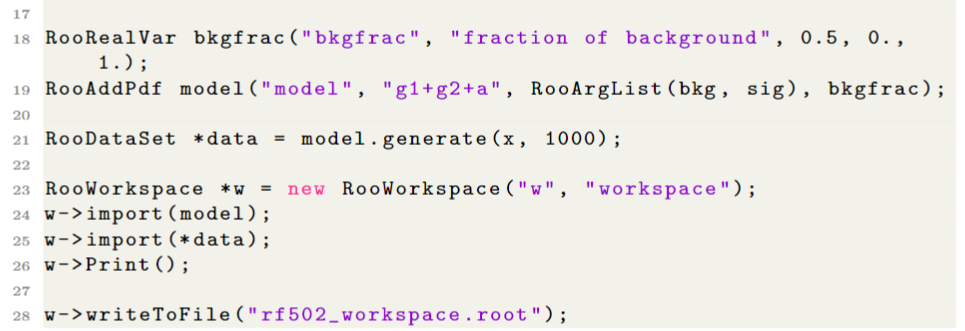 17
18 RooRealVar bkgfrac("bkgfrac", "fraction of background", 0.5, 0.,
1.);
19 RooAddPdf model("model", "g1+g2+a", RooArgList(bkg, sig), bkgfrac);
20
21 RooDataSet *data = model.generate(x, 1000);
22
23 RooWorkspace *w = new RooWorkspace("w", "workspace");
24 w->import(model);
25 w->import(*data);
26 w->Print();
27
28 w->writeToFile("rf502_workspace.root");